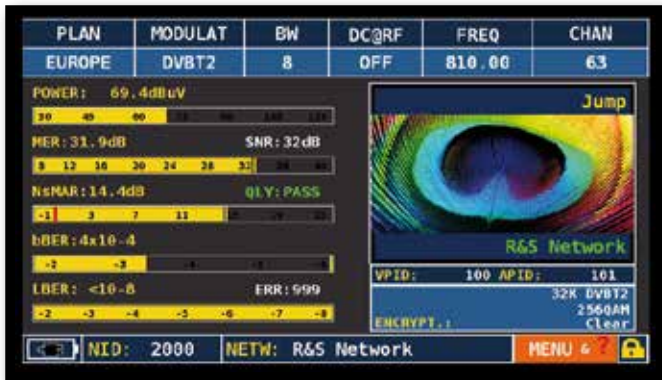 PLAN MODULAT BW DC@RF FREQ CHAN
EUROPE DVBT2 8 OFF 810.00 63
POWER: 69.4dBuV
30 45 60
MER:31.9dB SNR:32dB
8 12 16 20 24 28 32
NsMAR:14.4dB QLY:PASS
-1 3 7 11
bBER:4x10-4
-2 -3
LBER: <10-8 ERR:999
-2 -3 -4 -5 -6 -7 -8
Jump
R&S Network
VPID: 100 APID: 101
32K DVBT2
256QAM
ENCRYPT.: Clear
NID: 2000 NETW: R&S Network MENU & ?